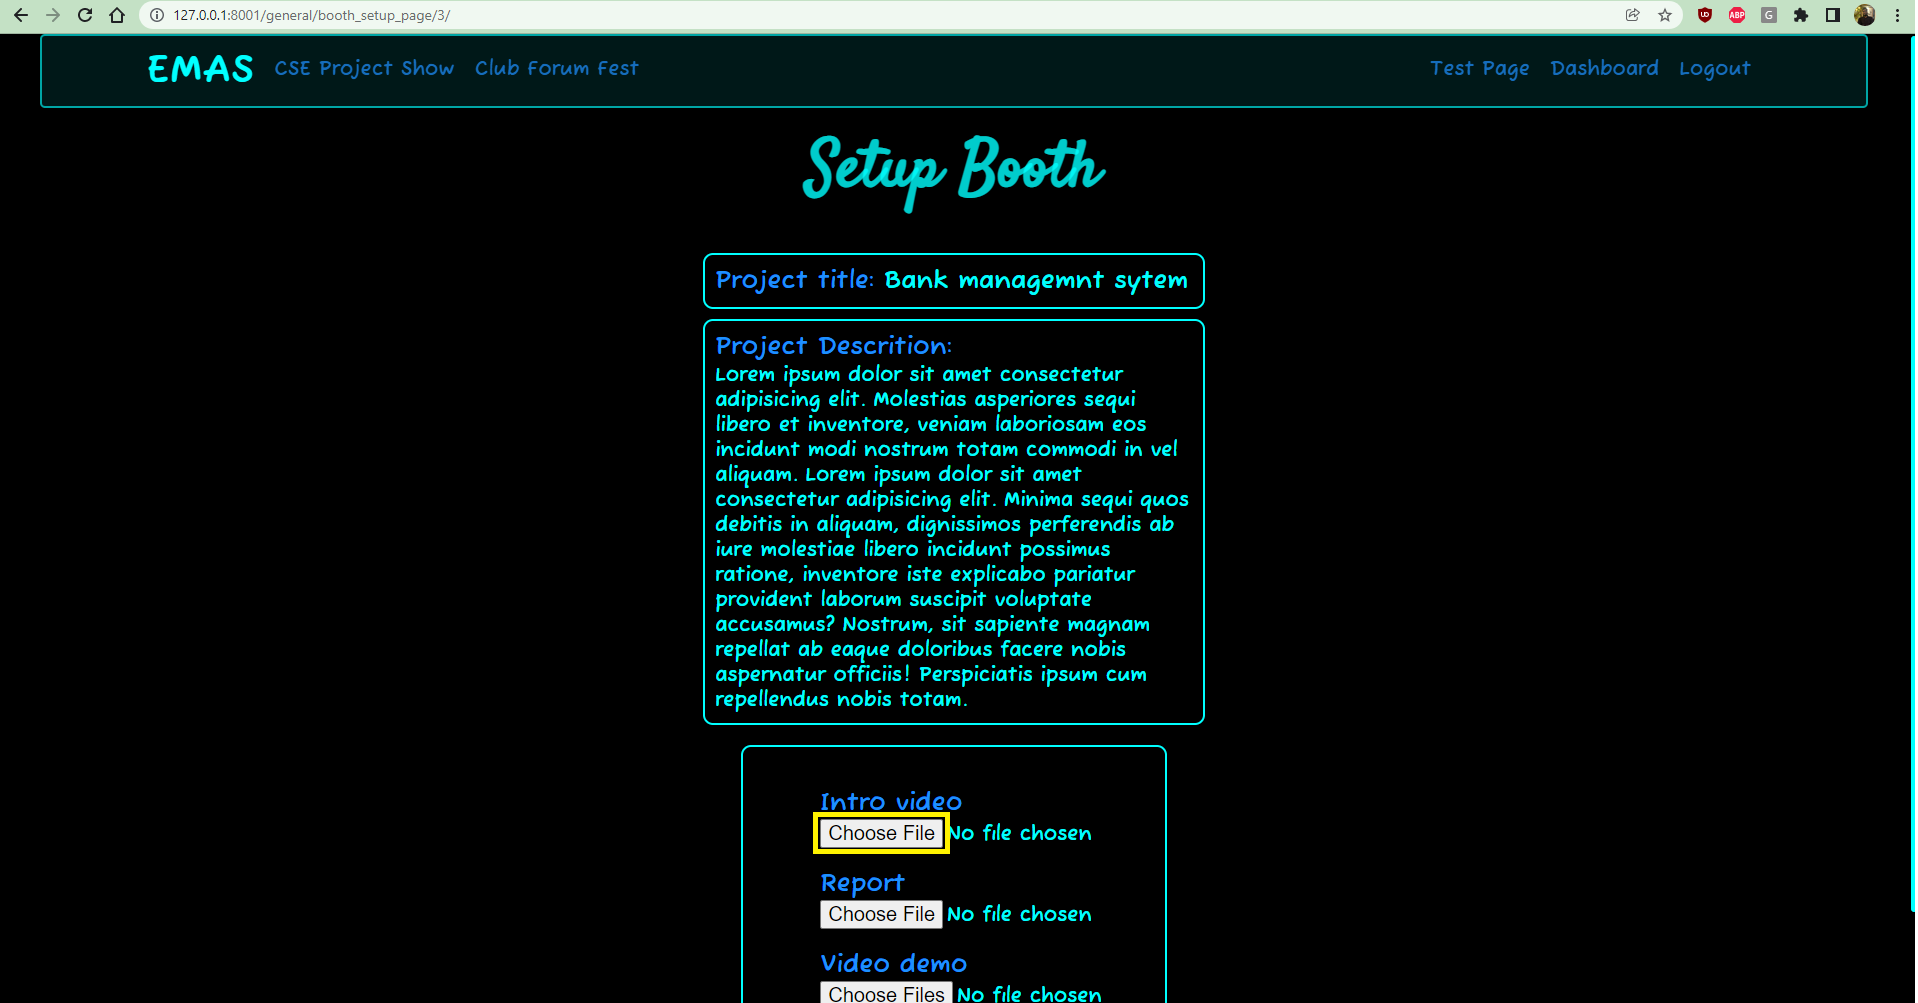 127.0.0.1:8001/general/booth_setup_page/3/
EMAS CSE Project Show Club Forum Fest Test Page Dashboard Logout
Setup Booth
Project title: Bank managemnt sytem
Project Descrition:
Lorem ipsum dolor sit amet consectetur
adipisicing elit. Molestias asperiores sequi
libero et inventore, veniam laboriosam eos
incidunt modi nostrum totam commodi in vel
aliquam. Lorem ipsum dolor sit amet
consectetur adipisicing elit. Minima sequi quos
debitis in aliquam, dignissimos perferendis ab
iure molestiae libero incidunt possimus
ratione, inventore iste explicabo pariatur
provident laborum suscipit voluptate
accusamus? Nostrum, sit sapiente magnam
repellat ab eaque doloribus facere nobis
aspernatur officiis! Perspiciatis ipsum cum
repellendus nobis totam.
Intro video
Choose File No file chosen
Report
Choose File No file chosen
Video demo
Choose Files No file chosen